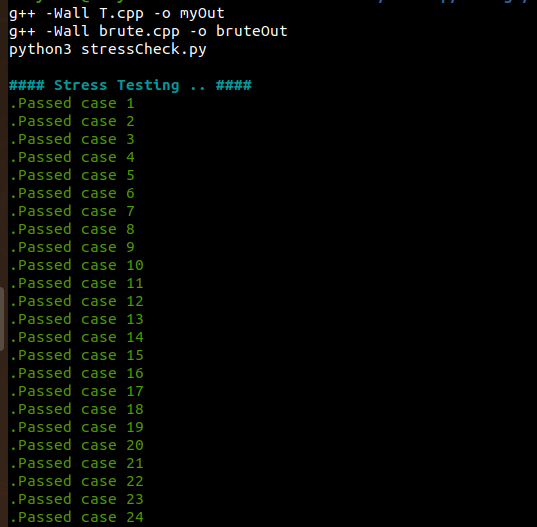 g++ -Wall T.cpp -o myOut
g++ -Wall brute.cpp -o bruteOut
python3 stressCheck.py
#### Stress Testing .. ####
.Passed case 1
.Passed case 2
.Passed case 3
.Passed case 4
.Passed case 5
.Passed case 6
.Passed case 7
.Passed case 8
.Passed case 9
.Passed case 10
.Passed case 11
.Passed case 12
.Passed case 13
.Passed case 14
.Passed case 15
.Passed case 16
.Passed case 17
.Passed case 18
.Passed case 19
.Passed case 20
.Passed case 21
.Passed case 22
.Passed case 23
.Passed case 24